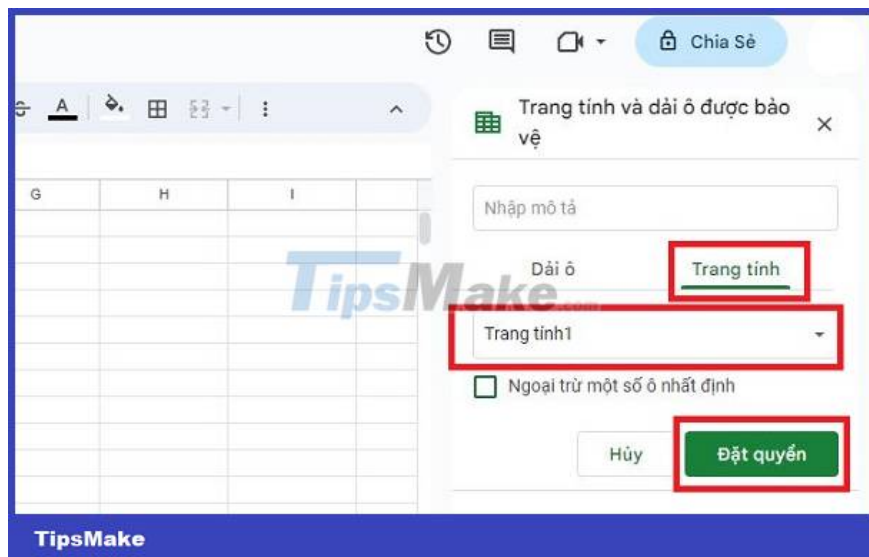 Chia Sẻ
A
Trang tính và dải ô được bảo
vệ
G H I
Nhập mô tả
Dải ô Trang tính
TipsMake.com
Trang tính1
Ngoại trừ một số ô nhất định
Hủy Đặt quyền
TipsMake